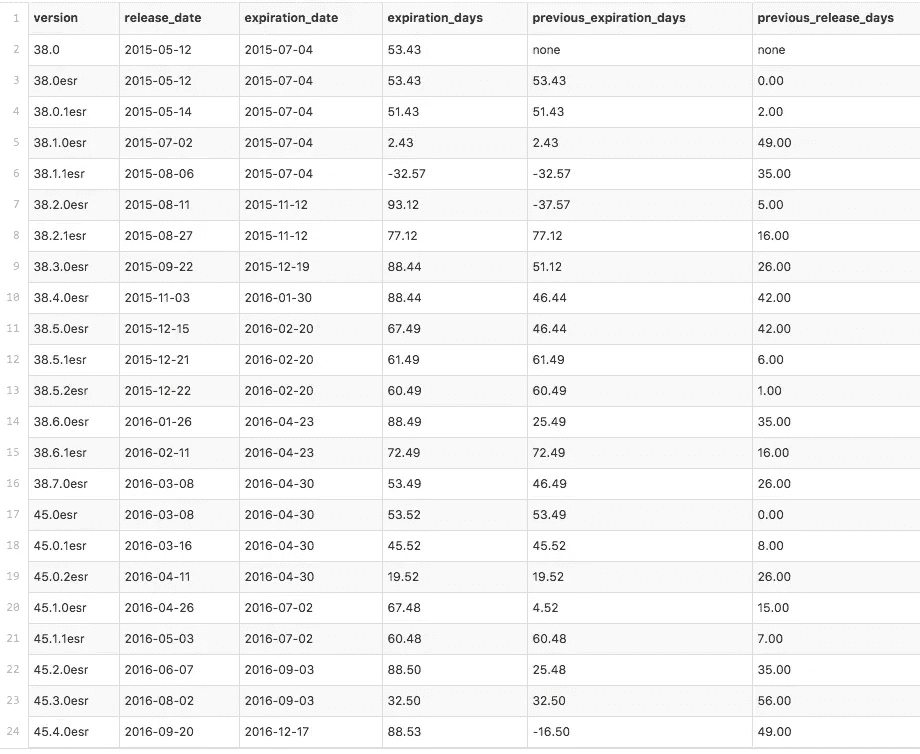 1 version release_date expiration_date expiration_days previous_expiration_days previous_release_days
2 38.0 2015-05-12 2015-07-04 53.43 none none
3 38.0esr 2015-05-12 2015-07-04 53.43 53.43 0.00
4 38.0.1esr 2015-05-14 2015-07-04 51.43 51.43 2.00
5 38.1.0esr 2015-07-02 2015-07-04 2.43 2.43 49.00
6 38.1.1esr 2015-08-06 2015-07-04 -32.57 -32.57 35.00
7 38.2.0esr 2015-08-11 2015-11-12 93.12 -37.57 5.00
8 38.2.1esr 2015-08-27 2015-11-12 77.12 77.12 16.00
9 38.3.0esr 2015-09-22 2015-12-19 88.44 51.12 26.00
10 38.4.0esr 2015-11-03 2016-01-30 88.44 46.44 42.00
11 38.5.0esr 2015-12-15 2016-02-20 67.49 46.44 42.00
12 38.5.1esr 2015-12-21 2016-02-20 61.49 61.49 6.00
13 38.5.2esr 2015-12-22 2016-02-20 60.49 60.49 1.00
14 38.6.0esr 2016-01-26 2016-04-23 88.49 25.49 35.00
15 38.6.1esr 2016-02-11 2016-04-23 72.49 72.49 16.00
16 38.7.0esr 2016-03-08 2016-04-30 53.49 46.49 26.00
17 45.0esr 2016-03-08 2016-04-30 53.52 53.49 0.00
18 45.0.1esr 2016-03-16 2016-04-30 45.52 45.52 8.00
19 45.0.2esr 2016-04-11 2016-04-30 19.52 19.52 26.00
20 45.1.0esr 2016-04-26 2016-07-02 67.48 4.52 15.00
21 45.1.1esr 2016-05-03 2016-07-02 60.48 60.48 7.00
22 45.2.0esr 2016-06-07 2016-09-03 88.50 25.48 35.00
23 45.3.0esr 2016-08-02 2016-09-03 32.50 32.50 56.00
24 45.4.0esr 2016-09-20 2016-12-17 88.53 -16.50 49.00